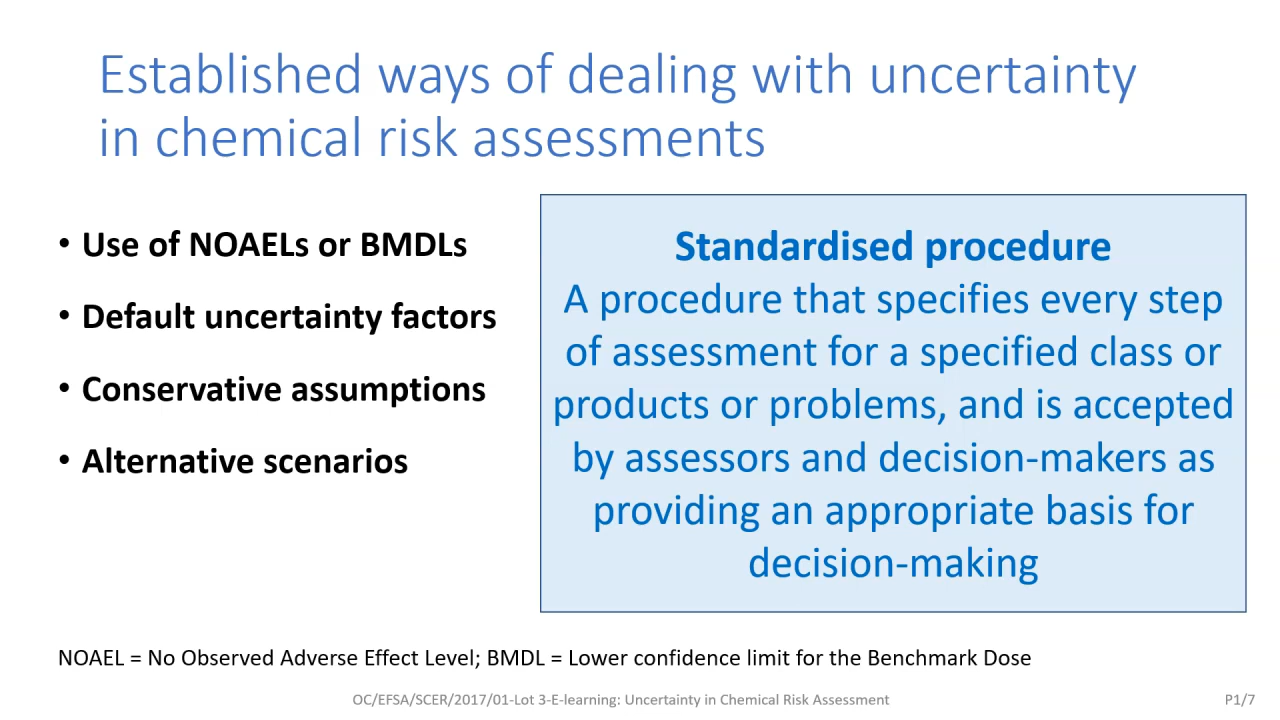 Established ways of dealing with uncertainty
in chemical risk assessments
• Use of NOAELs or BMDLs
• Default uncertainty factors
• Conservative assumptions
• Alternative scenarios
Standardised procedure
A procedure that specifies every step
of assessment for a specified class or
products or problems, and is accepted
by assessors and decision-makers as
providing an appropriate basis for
decision-making
NOAEL = No Observed Adverse Effect Level; BMDL = Lower confidence limit for the Benchmark Dose
OC/EFSA/SCER/2017/01-Lot 3-E-learning: Uncertainty in Chemical Risk Assessment
P1/7